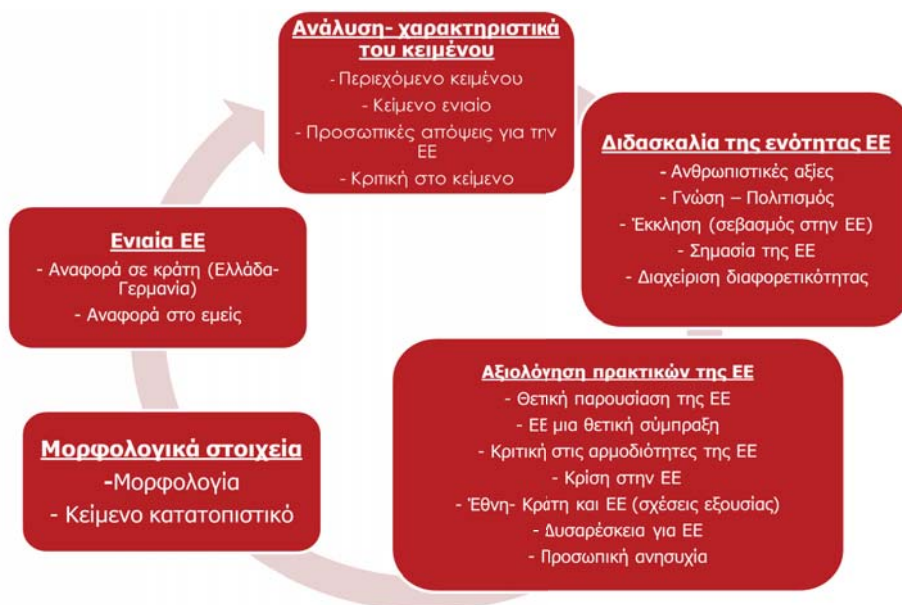 Ανάλυση- χαρακτηριστικά
του κειμένου
- Περιεχόμενο κειμένου
- Κείμενο ενιαίο
- Προσωπικές απόψεις για την
ΕΕ
- Κριτική στο κείμενο
Διδασκαλία της ενότητας ΕΕ
- Ανθρωπιστικές αξίες
- Γνώση – Πολιτισμός
- Έκκληση (σεβασμός στην ΕΕ)
- Σημασία της ΕΕ
- Διαχείριση διαφορετικότητας
Αξιολόγηση πρακτικών της ΕΕ
- Θετική παρουσίαση της ΕΕ
- ΕΕ μια θετική σύμπραξη
- Κριτική στις αρμοδιότητες της ΕΕ
- Κρίση στην ΕΕ
- Έθνη- Κράτη και ΕΕ (σχέσεις εξουσίας)
- Δυσαρέσκεια για ΕΕ
- Προσωπική ανησυχία
Μορφολογικά στοιχεία
-Μορφολογία
- Κείμενο κατατοπιστικό
Ενιαία ΕΕ
- Αναφορά σε κράτη (Ελλάδα-
Γερμανία)
- Αναφορά στο εμείς